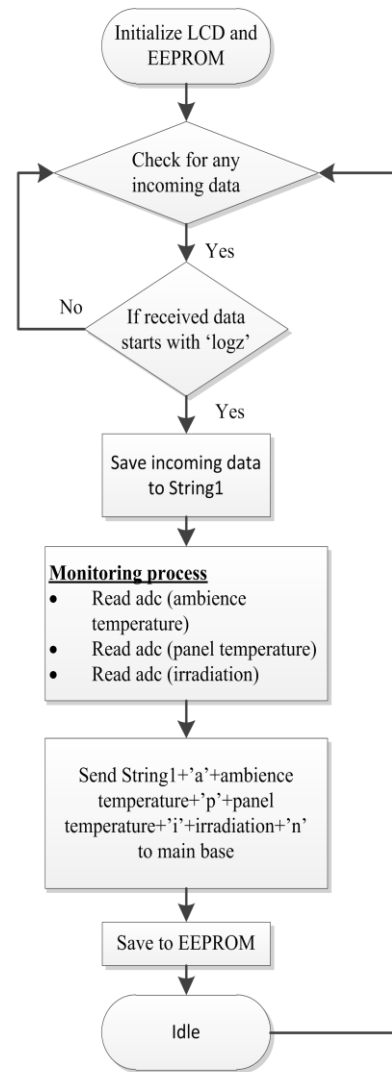 Initialize LCD and
EEPROM
Check for any
incoming data
Yes
No
If received data
starts with ‘logz’
Yes
Save incoming data
to String1
Monitoring process
• Read adc (ambience
temperature)
• Read adc (panel temperature)
• Read adc (irradiation)
Send String1+’a’+ambience
temperature+’p’+panel
temperature+’i’+irradiation+’n’
to main base
Save to EEPROM
Idle